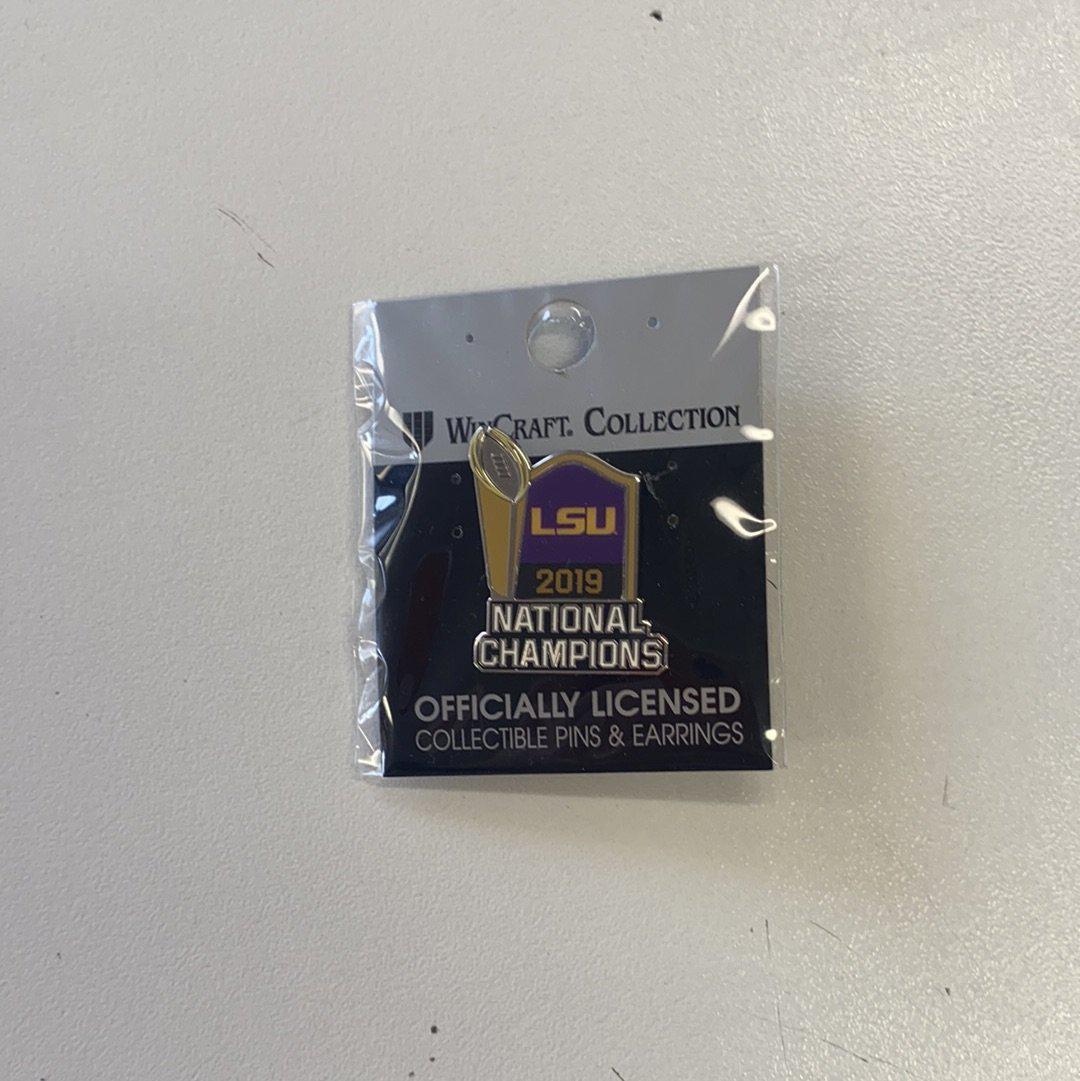 WinCraft. Collection
LSU
2019
NATIONAL
CHAMPIONS
OFFICIALLY LICENSED
COLLECTIBLE PINS & EARRINGS